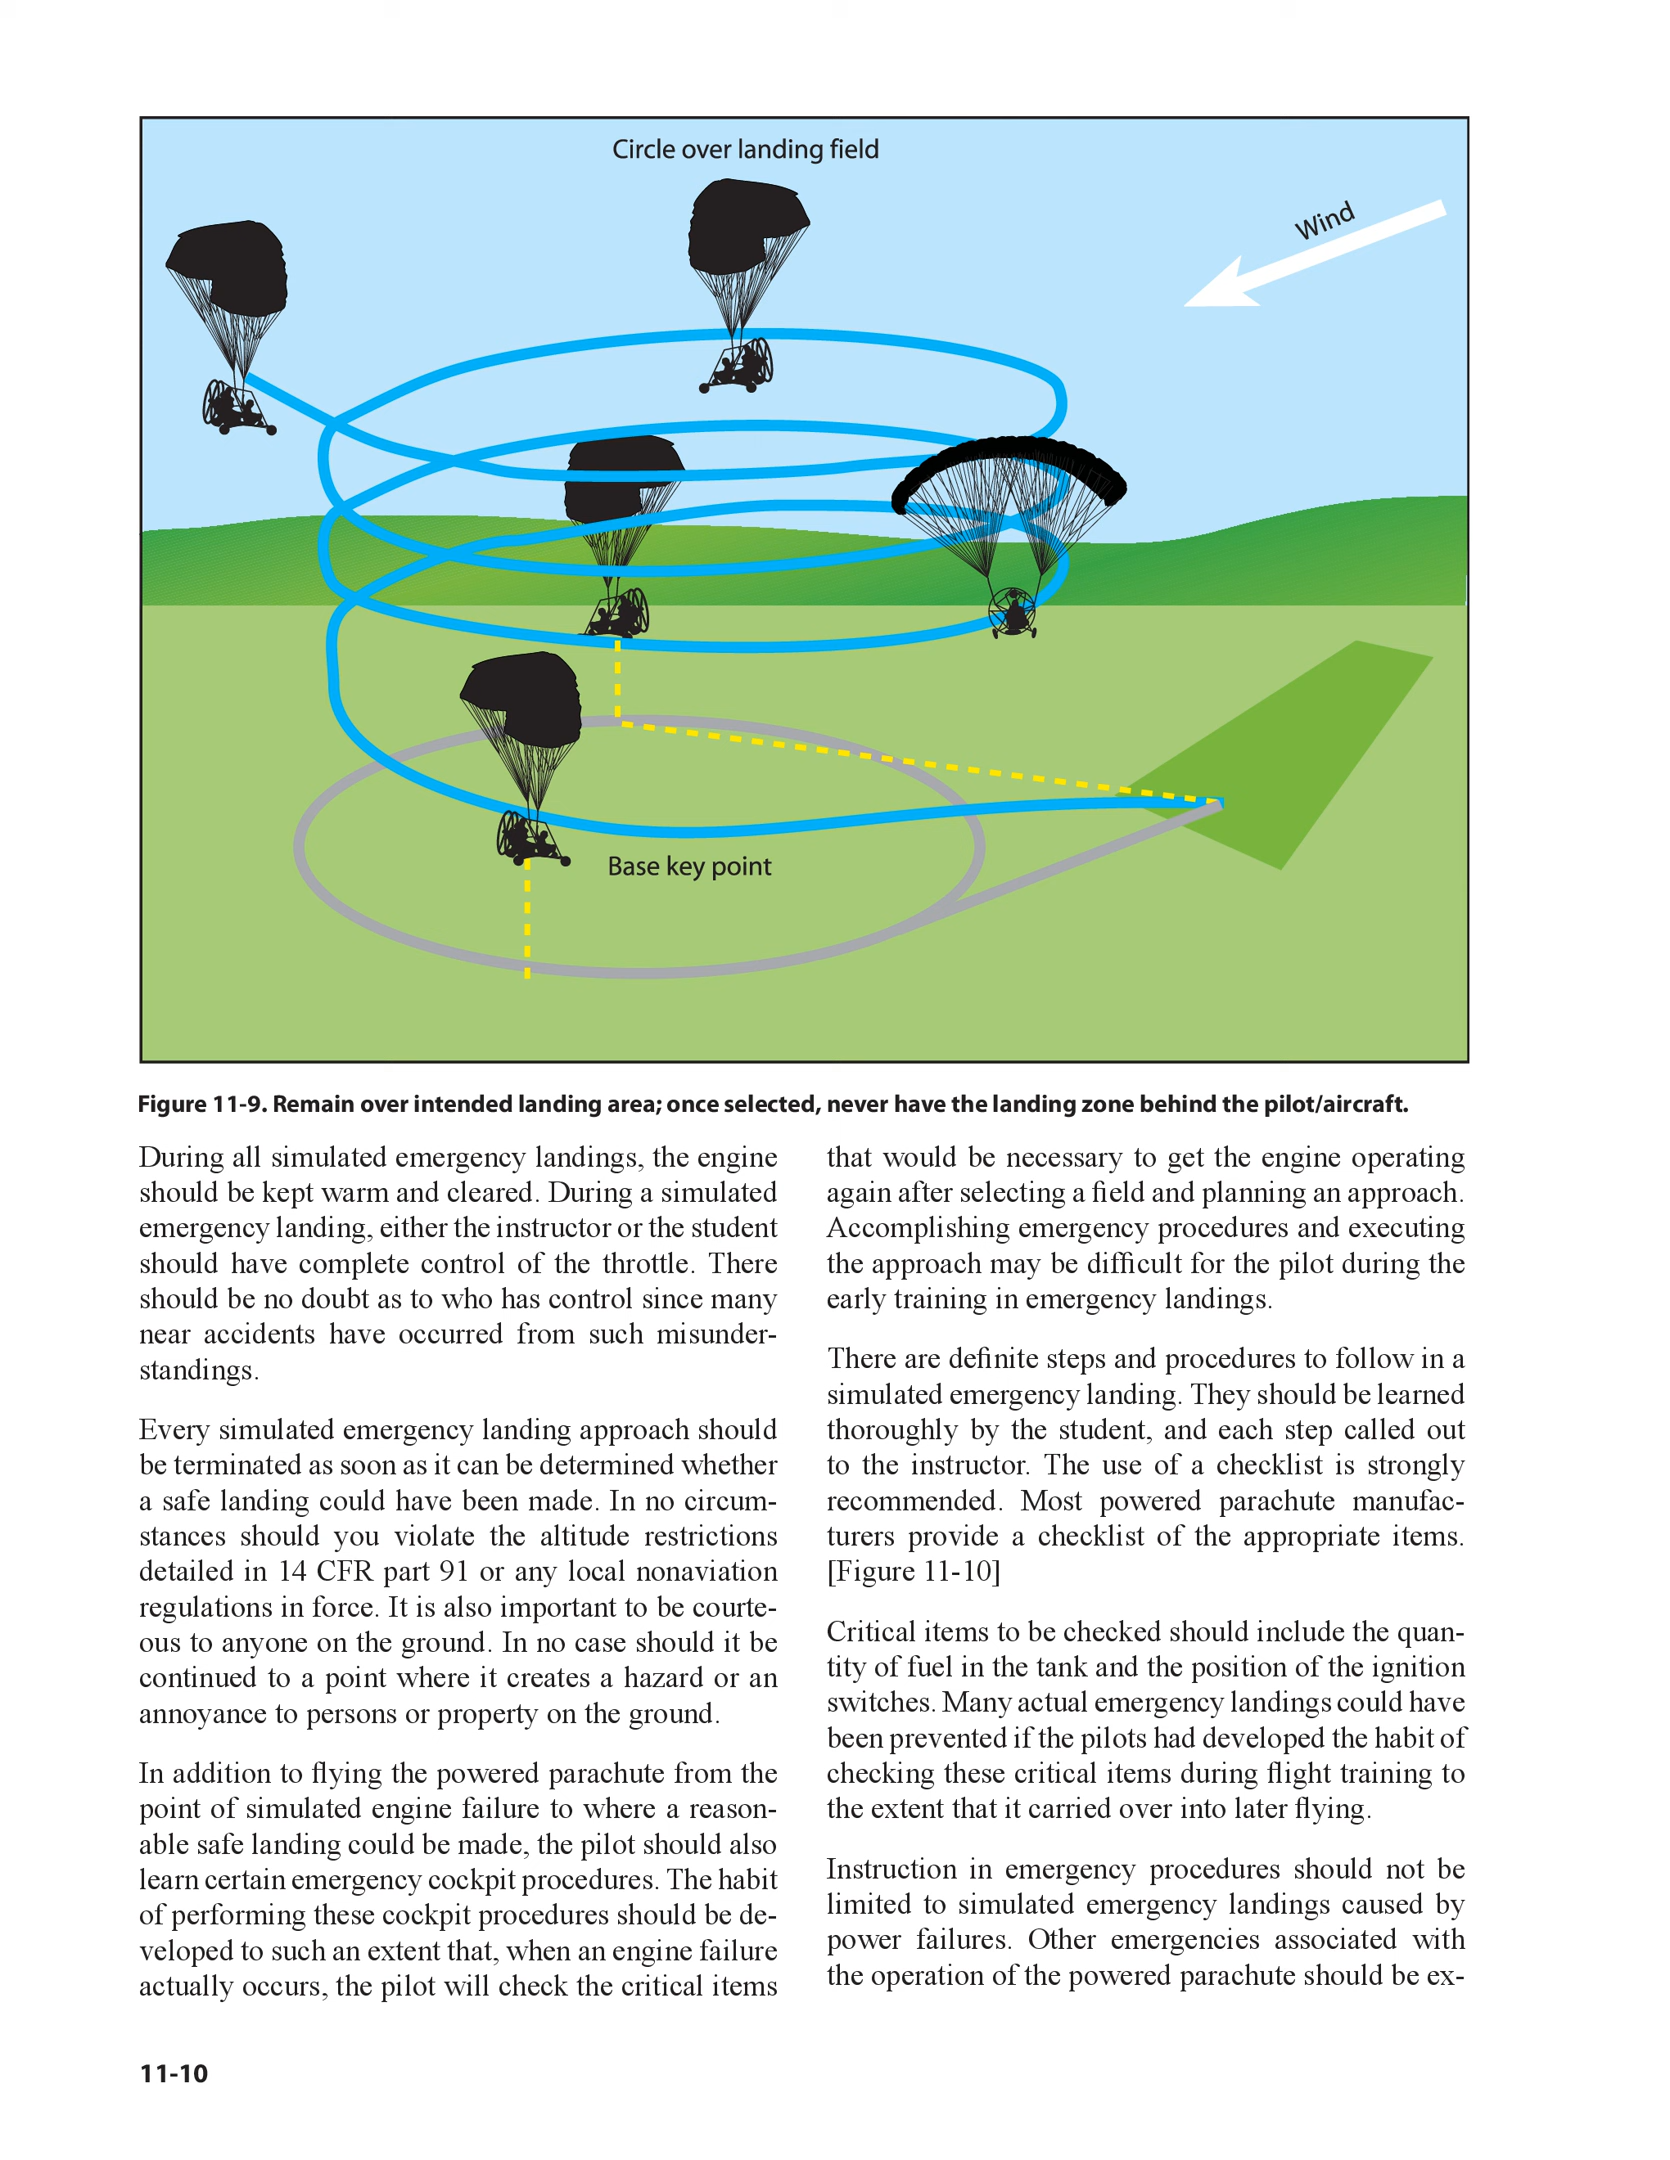 Circle over landing field
Wind
Base key point
Figure 11-9. Remain over intended landing area; once selected, never have the landing zone behind the pilot/aircraft.
During all simulated emergency landings, the engine
should be kept warm and cleared. During a simulated
emergency landing, either the instructor or the student
should have complete control of the throttle. There
should be no doubt as to who has control since many
near accidents have occurred from such misunder-
standings.
Every simulated emergency landing approach should
be terminated as soon as it can be determined whether
a safe landing could have been made. In no circum-
stances should you violate the altitude restrictions
detailed in 14 CFR part 91 or any local nonaviation
regulations in force. It is also important to be courte-
ous to anyone on the ground. In no case should it be
continued to a point where it creates a hazard or an
annoyance to persons or property on the ground.
In addition to flying the powered parachute from the
point of simulated engine failure to where a reason-
able safe landing could be made, the pilot should also
learn certain emergency cockpit procedures. The habit
of performing these cockpit procedures should be de-
veloped to such an extent that, when an engine failure
actually occurs, the pilot will check the critical items
that would be necessary to get the engine operating
again after selecting a field and planning an approach.
Accomplishing emergency procedures and executing
the approach may be difficult for the pilot during the
early training in emergency landings.
There are definite steps and procedures to follow in a
simulated emergency landing. They should be learned
thoroughly by the student, and each step called out
to the instructor. The use of a checklist is strongly
recommended. Most powered parachute manufac-
turers provide a checklist of the appropriate items.
[Figure 11-10]
Critical items to be checked should include the quan-
tity of fuel in the tank and the position of the ignition
switches. Many actual emergency landings could have
been prevented if the pilots had developed the habit of
checking these critical items during flight training to
the extent that it carried over into later flying.
Instruction in emergency procedures should not be
limited to simulated emergency landings caused by
power failures. Other emergencies associated with
the operation of the powered parachute should be ex-
11-10